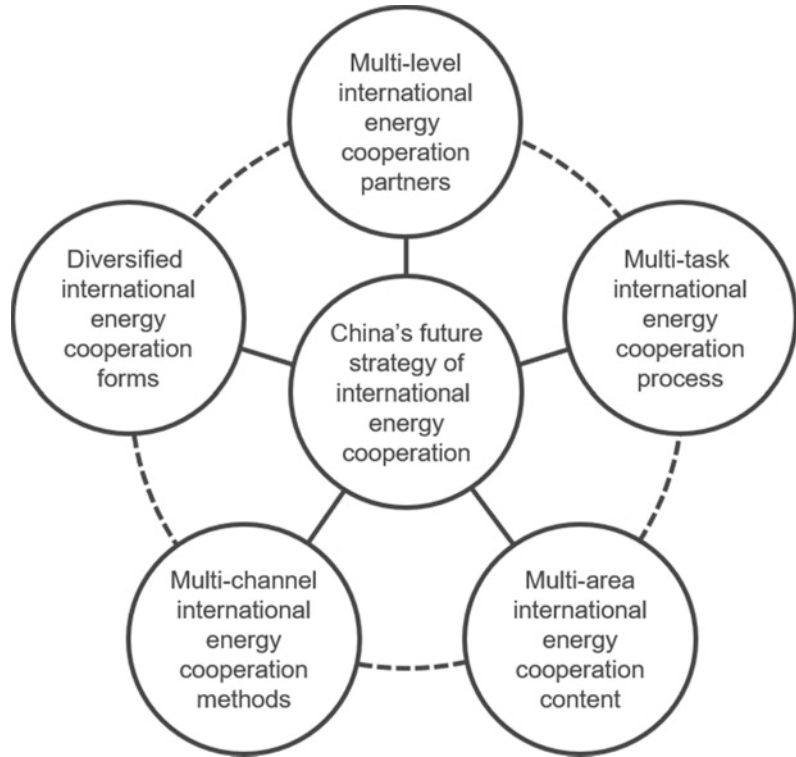 Multi-level
international
energy
cooperation
partners
Diversified
international
energy
cooperation
forms
Multi-task
international
energy
cooperation
process
China's future
strategy of
international
energy
cooperation
Multi-channel
international
energy
cooperation
methods
Multi-area
international
energy
cooperation
content